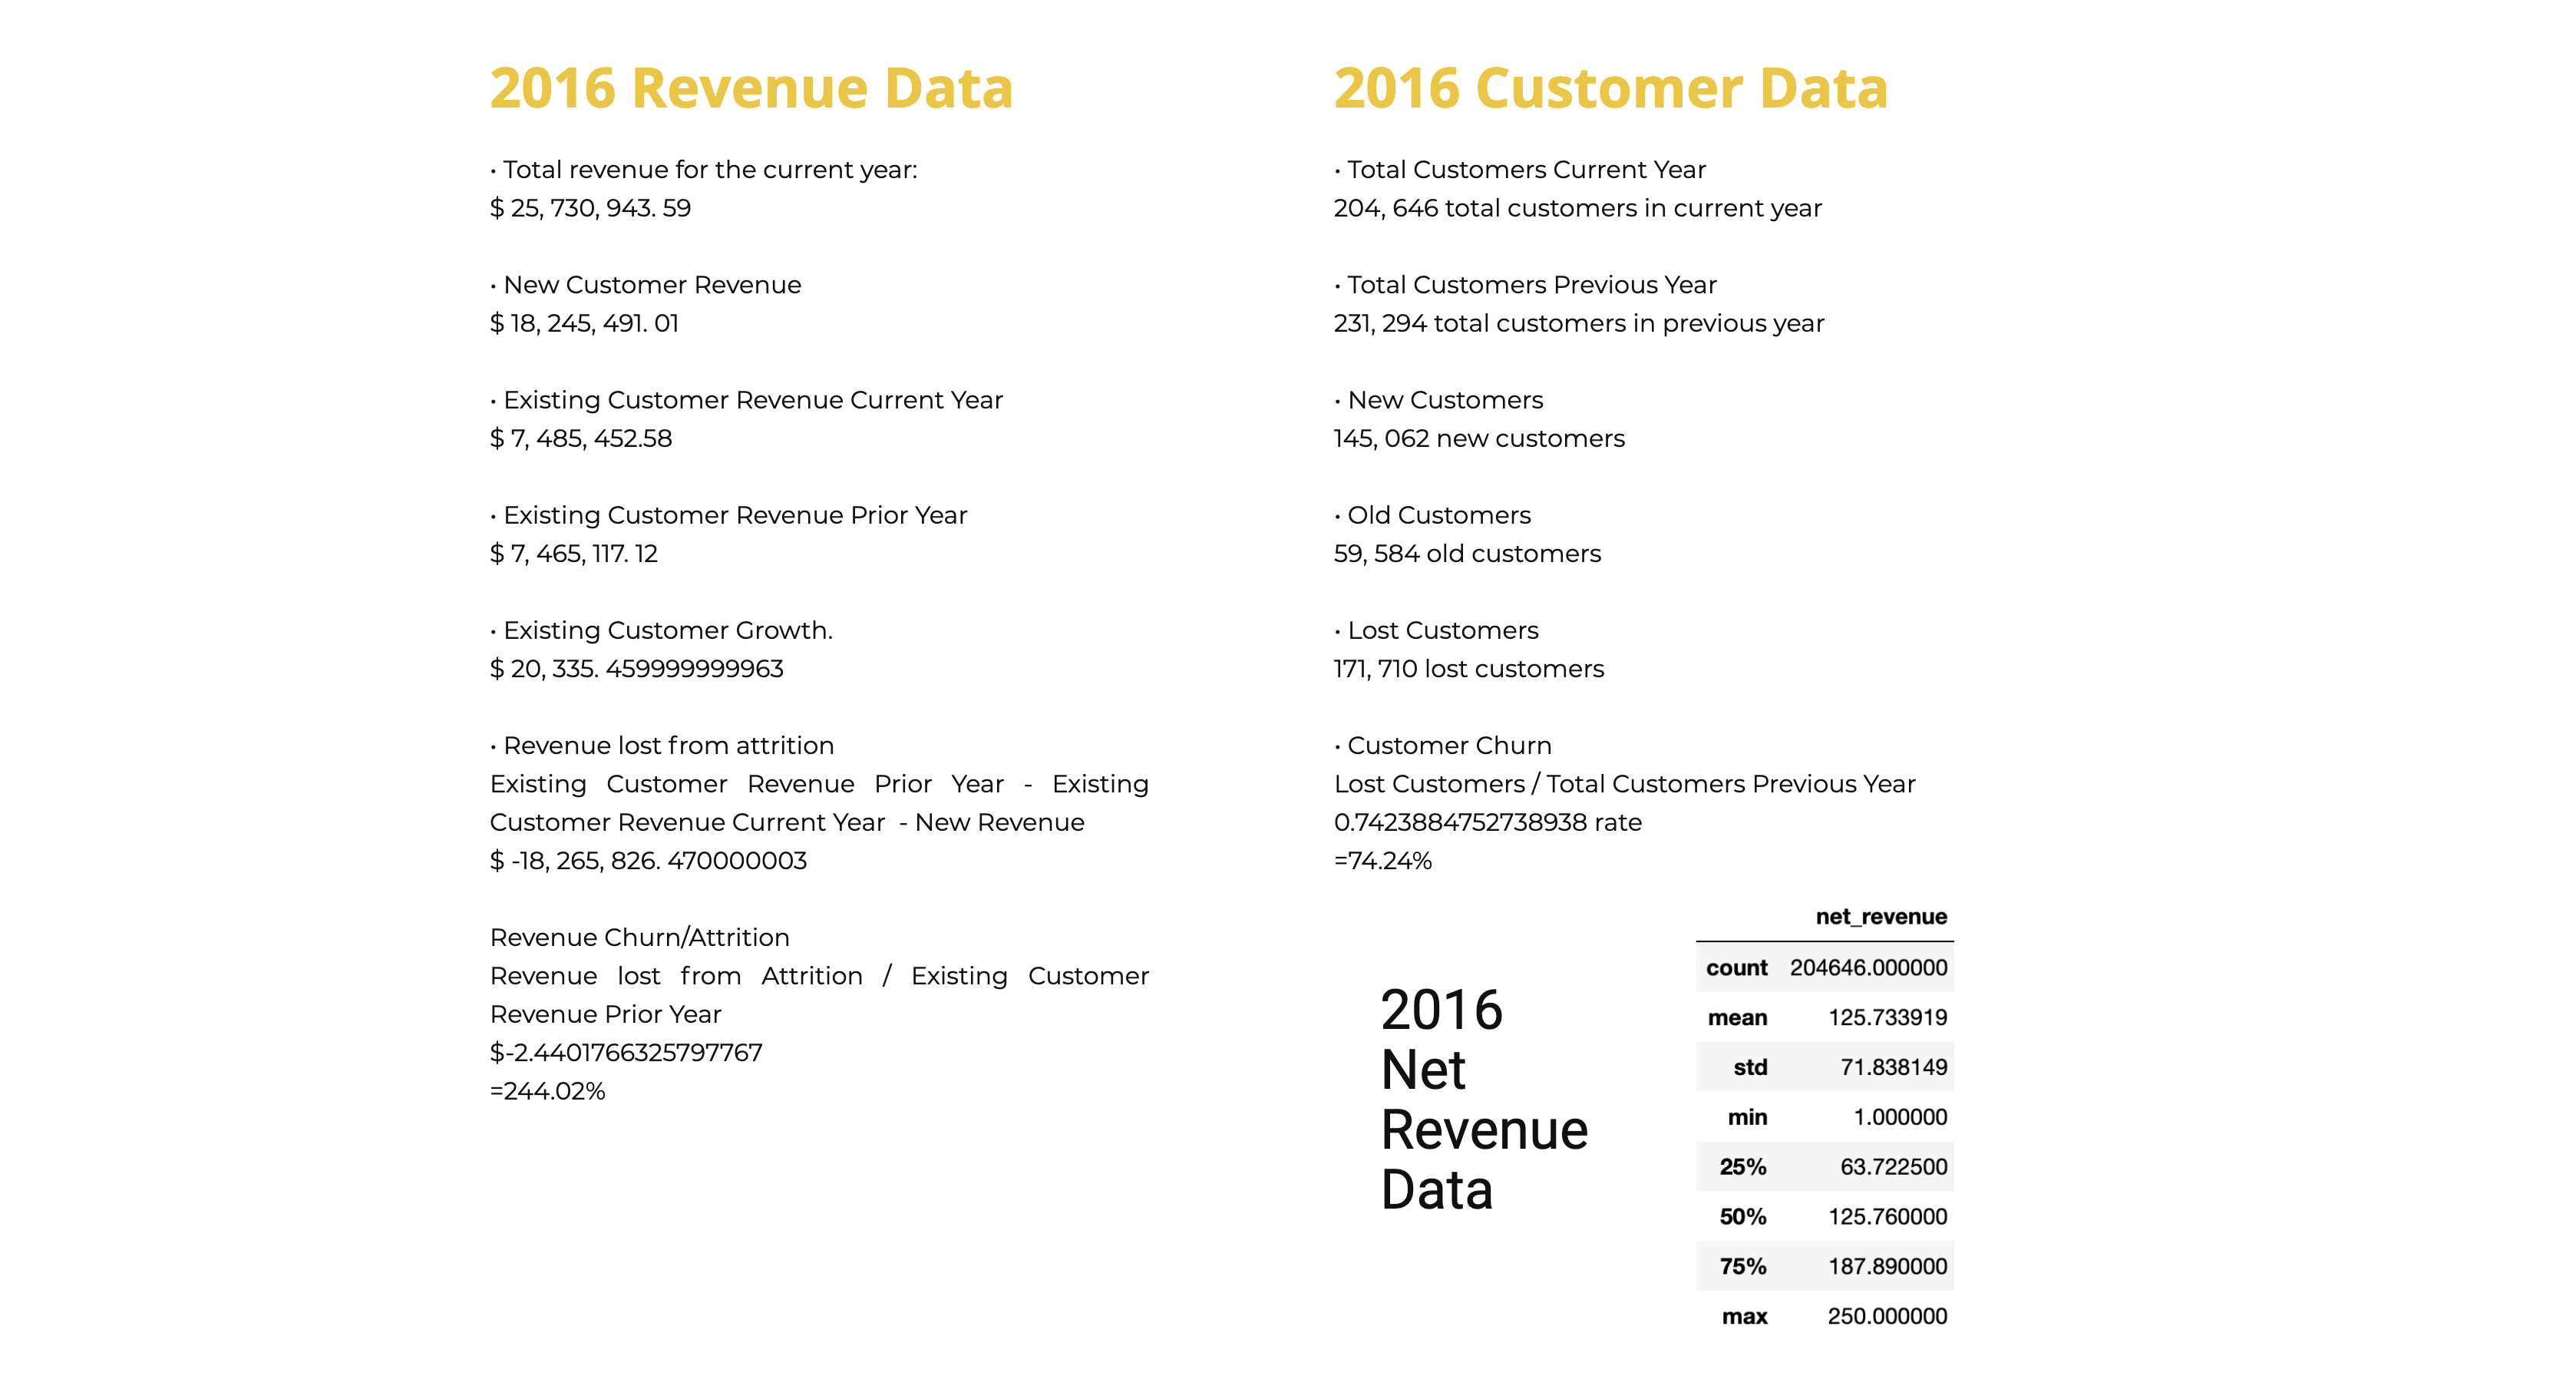 2016 Revenue Data
• Total revenue for the current year:
$ 25, 730, 943. 59
• New Customer Revenue
$ 18, 245, 491. 01
• Existing Customer Revenue Current Year
$ 7, 485, 452.58
• Existing Customer Revenue Prior Year
$ 7, 465, 117. 12
• Existing Customer Growth.
$ 20, 335. 459999999963
• Revenue lost from attrition
Existing Customer Revenue Prior Year - Existing
Customer Revenue Current Year - New Revenue
$ -18, 265, 826. 470000003
Revenue Churn/Attrition
Revenue lost from Attrition / Existing Customer
Revenue Prior Year
$-2.4401766325797767
=244.02%
2016 Customer Data
• Total Customers Current Year
204, 646 total customers in current year
• Total Customers Previous Year
231, 294 total customers in previous year
• New Customers
145, 062 new customers
• Old Customers
59, 584 old customers
• Lost Customers
171, 710 lost customers
• Customer Churn
Lost Customers / Total Customers Previous Year
0.7423884752738938 rate
=74.24%
2016
Net
Revenue
Data
net_revenue
count 204646.000000
mean 125.733919
std 71.838149
min 1.000000
25% 63.722500
50% 125.760000
75% 187.890000
max 250.000000